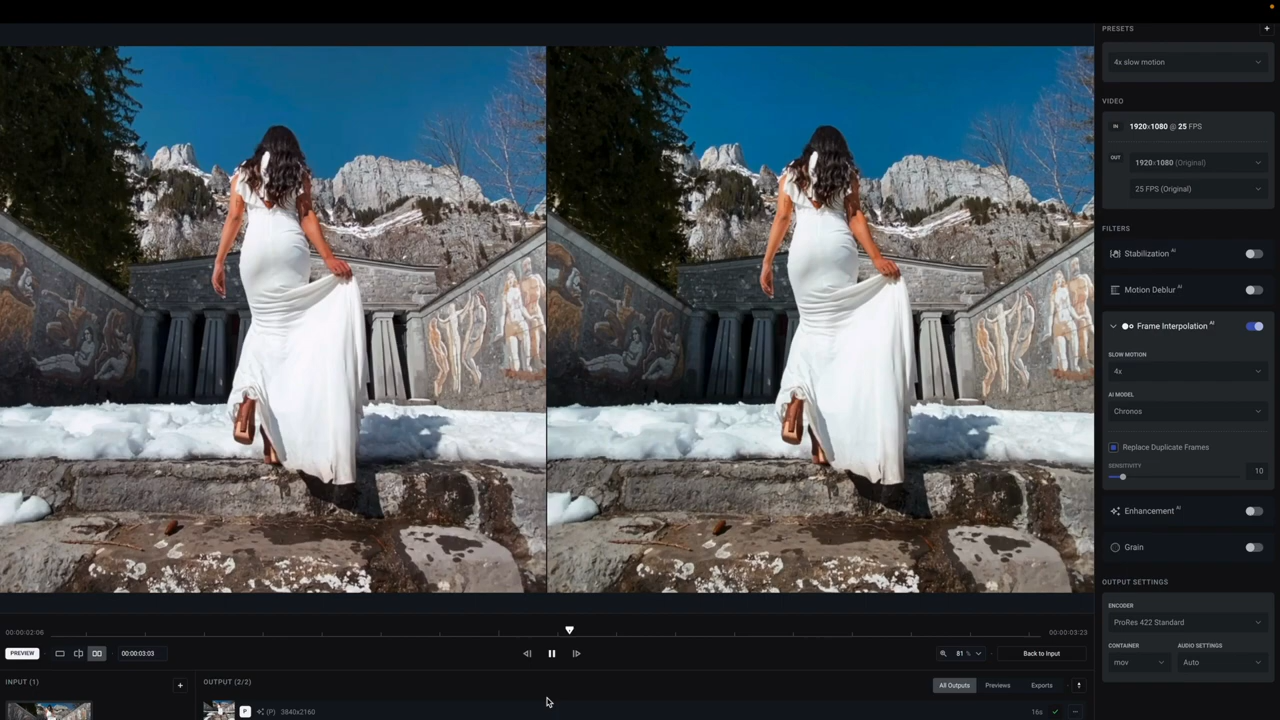 PRESETS
+
4x slow motion
VIDEO
IN 1920x1080 @ 25 FPS
OUT 1920x1080 (Original)
25 FPS (Original)
FILTERS
Stabilization AI
Motion Deblur AI
Frame Interpolation AI
SLOW MOTION
4x
AI MODEL
Chronos
Replace Duplicate Frames
SENSITIVITY 10
Enhancement AI
Grain
OUTPUT SETTINGS
ENCODER
ProRes 422 Standard
CONTAINER AUDIO SETTINGS
mov Auto
00:00:02:06 00:00:03:23
PREVIEW 00:00:03:03 81 % Back to Input
INPUT (1) + OUTPUT (2/2) All Outputs Previews Exports
P (P) 3840x2160 16s ...